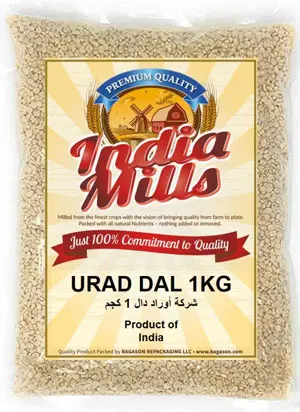 PREMIUM QUALITY
India
Mills
Milled from the finest crops with the vision of bringing quality from farm to plate.
Packed with all natural Nutrients – nothing added or removed.
Just 100% Commitment to Quality
URAD DAL 1KG
شركة أوراد دال 1 كجم
Product of
India
Quality Product Packed by BAGASON REPACKAGING LLC • www.bagason.com